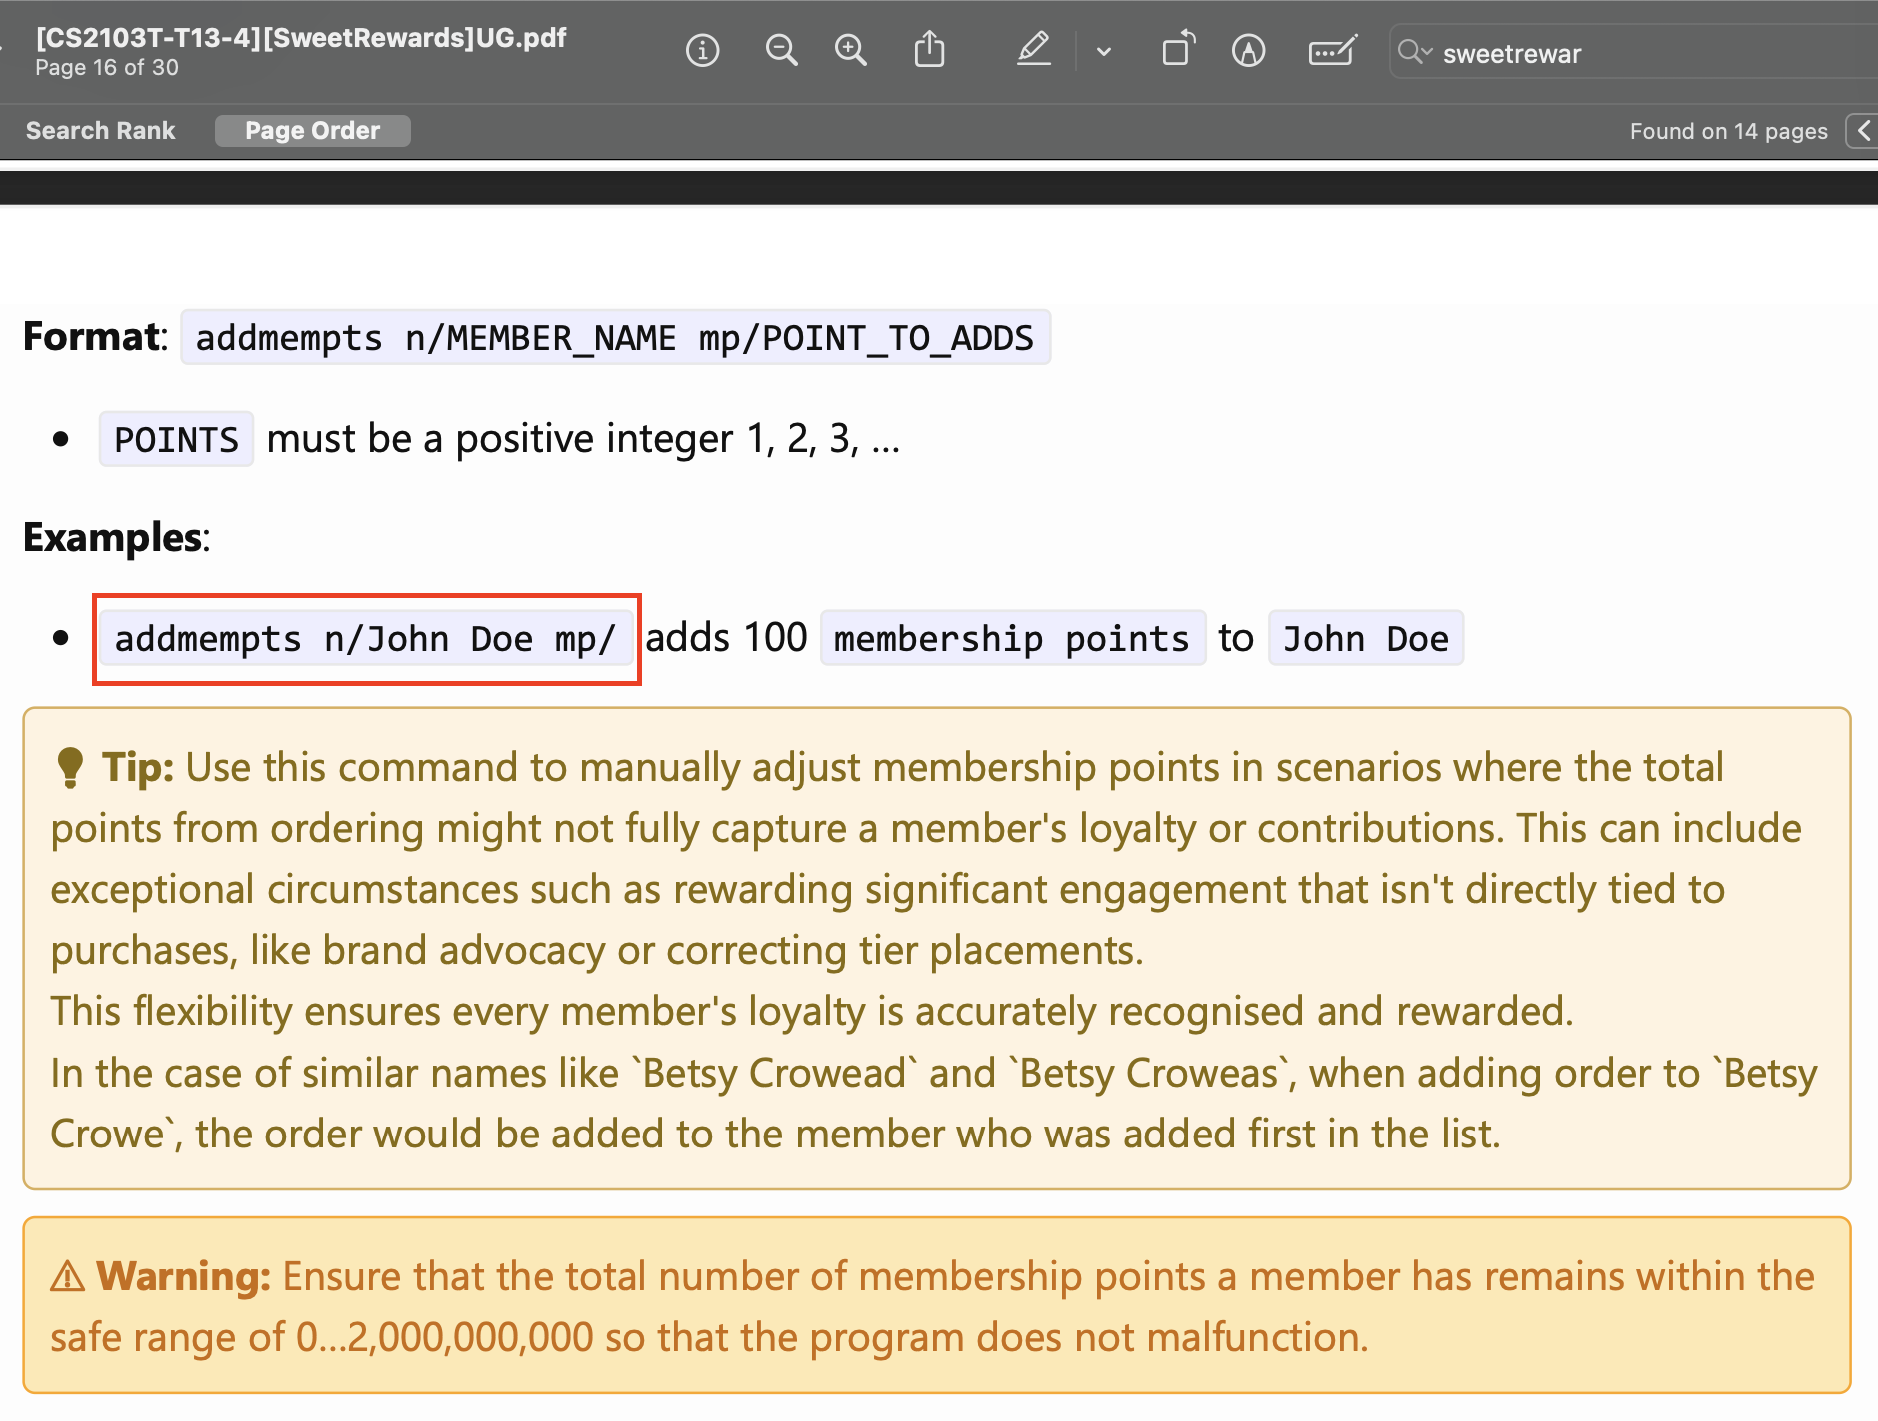 [CS2103T-T13-4][SweetRewards]UG.pdf
Page 16 of 30
sweetrewar
Search Rank
Page Order
Found on 14 pages
Format: addmempts n/MEMBER_NAME mp/POINT_TO_ADDS
• POINTS must be a positive integer 1, 2, 3, ...
Examples:
• addmempts n/John Doe mp/ adds 100 membership points to John Doe
Tip: Use this command to manually adjust membership points in scenarios where the total
points from ordering might not fully capture a member's loyalty or contributions. This can include
exceptional circumstances such as rewarding significant engagement that isn't directly tied to
purchases, like brand advocacy or correcting tier placements.
This flexibility ensures every member's loyalty is accurately recognised and rewarded.
In the case of similar names like `Betsy Crowead` and `Betsy Croweas`, when adding order to `Betsy
Crowe`, the order would be added to the member who was added first in the list.
Warning: Ensure that the total number of membership points a member has remains within the
safe range of 0...2,000,000,000 so that the program does not malfunction.